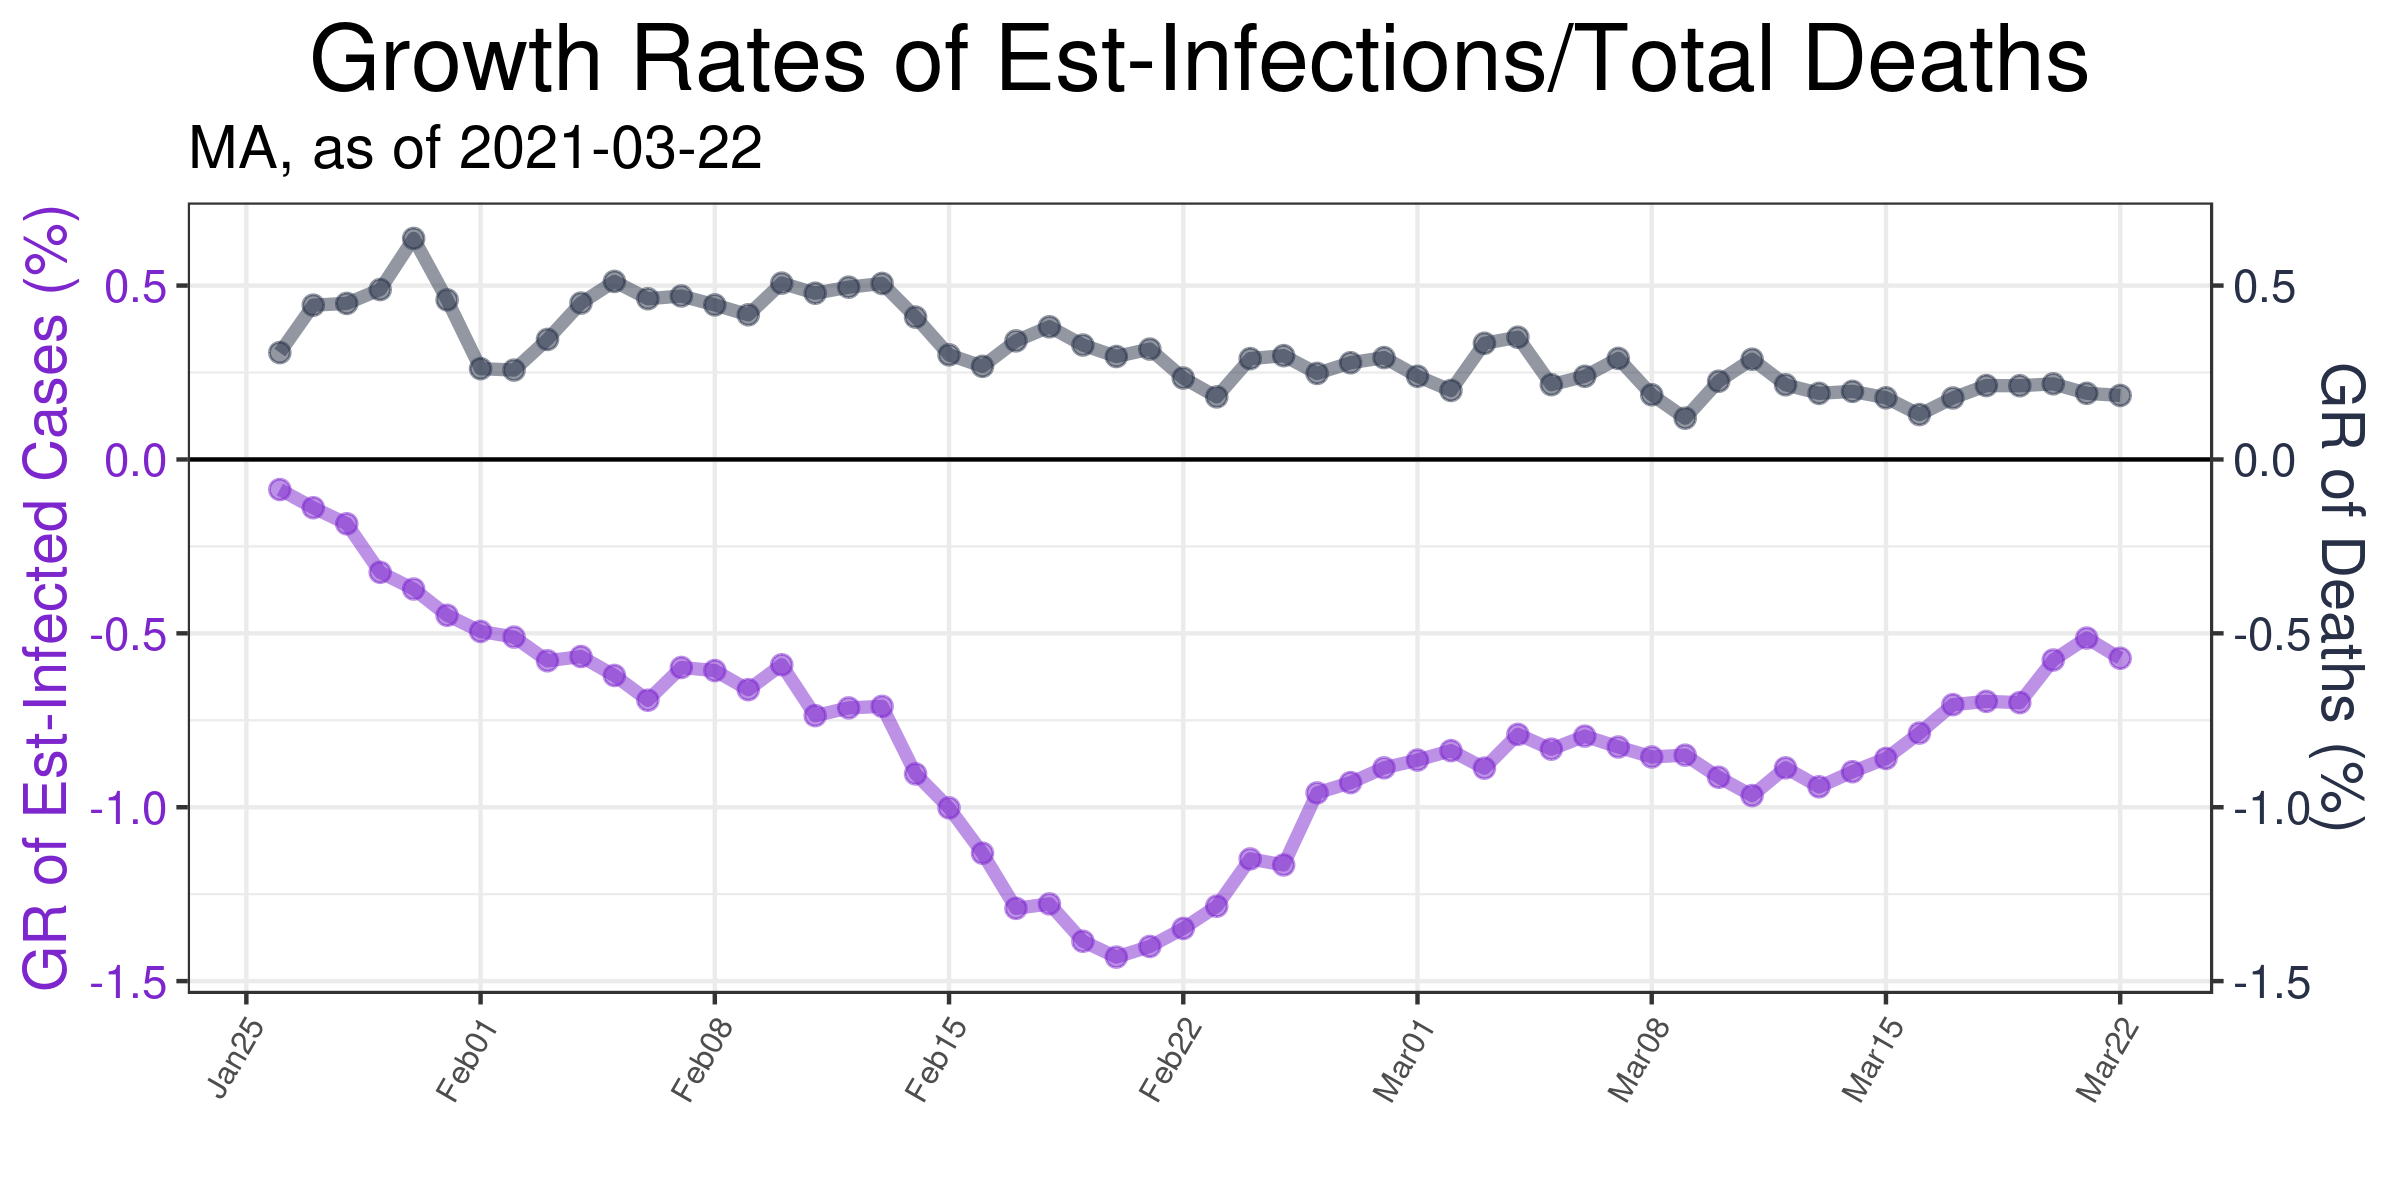 Growth Rates of Est-Infections/Total Deaths
MA, as of 2021-03-22
GR of Est-Infected Cases (%)
0.5
0.0
-0.5
-1.0
-1.5
0.5
0.0
-0.5
-1.0
-1.5
GR of Deaths (%)
Jan25
Feb01
Feb08
Feb15
Feb22
Mar01
Mar08
Mar15
Mar22